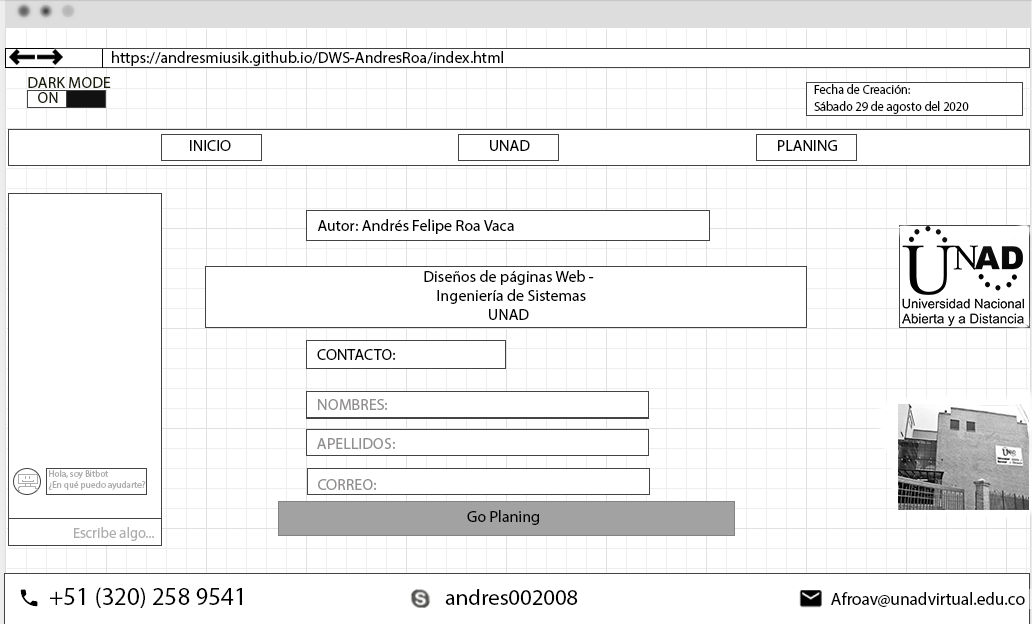 https://andresmiusik.github.io/DWS-AndresRoa/index.html
DARK MODE
ON
Fecha de Creación:
Sábado 29 de agosto del 2020
INICIO
UNAD
PLANING
Autor: Andrés Felipe Roa Vaca
Diseños de páginas Web -
Ingeniería de Sistemas
UNAD
UNAD
Universidad Nacional
Abierta y a Distancia
CONTACTO:
NOMBRES:
APELLIDOS:
CORREO:
Hola, soy Bitbot
¿En qué puedo ayudarte?
Escribe algo...
Go Planing
+51 (320) 258 9541
andres002008
Afroav@unadvirtual.edu.co